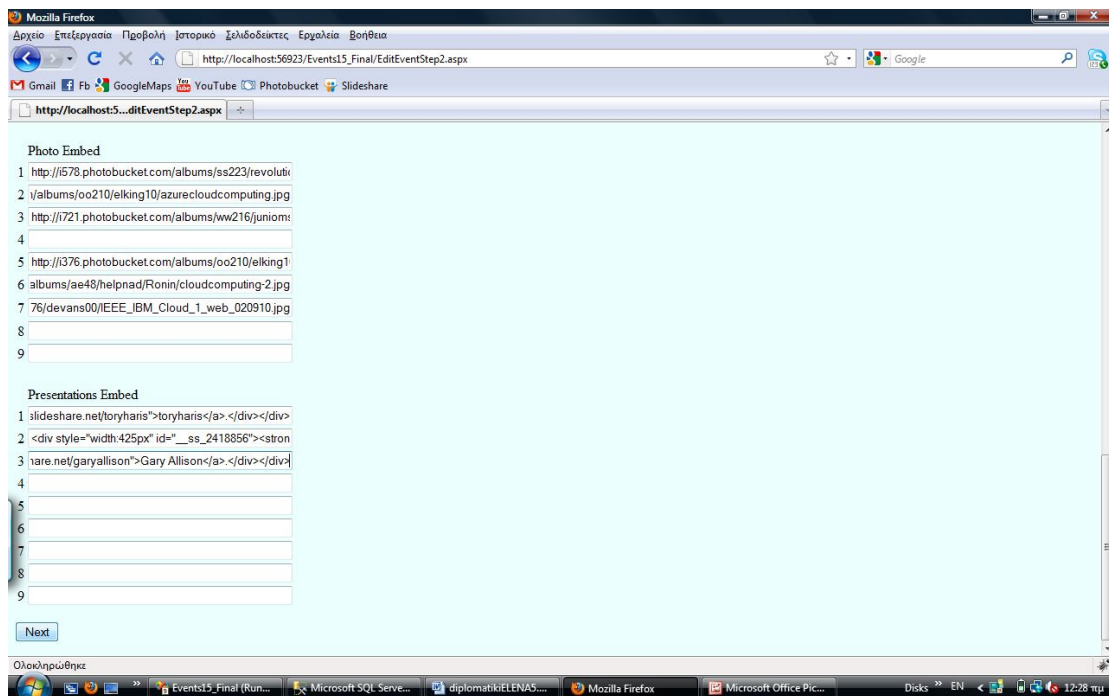 Mozilla Firefox
Αρχείο Επεξεργασία Προβολή Ιστορικό Σελιδοδείκτες Εργαλεία Βοήθεια
http://localhost:56923/Events15_Final/EditEventStep2.aspx
Google
Gmail Fb GoogleMaps YouTube Photobucket Slideshare
http://localhost:5...ditEventStep2.aspx
Photo Embed
1 http://i578.photobucket.com/albums/ss223/revolutio
2 /albums/oo210/elking10/azurecloudcomputing.jpg
3 http://i721.photobucket.com/albums/ww216/junioms
4
5 http://i376.photobucket.com/albums/oo210/elking1
6 albums/ae48/helpnad/Ronin/cloudcomputing-2.jpg
7 76/devans00/IEEE_IBM_Cloud_1_web_020910.jpg
8
9
Presentations Embed
1 slideshare.net/toryharis">toryharis</a>.</div></div>
2 <div style="width:425px" id="__ss_2418856"><stron
3 hare.net/garyallison">Gary Allison</a>.</div></div>
4
5
6
7
8
9
Next
Ολοκληρώθηκε
Events15_Final (Run... Microsoft SQL Serve... diplomatikiELENA5.... Mozilla Firefox Microsoft Office Pic... Disks » EN 12:28 πμ